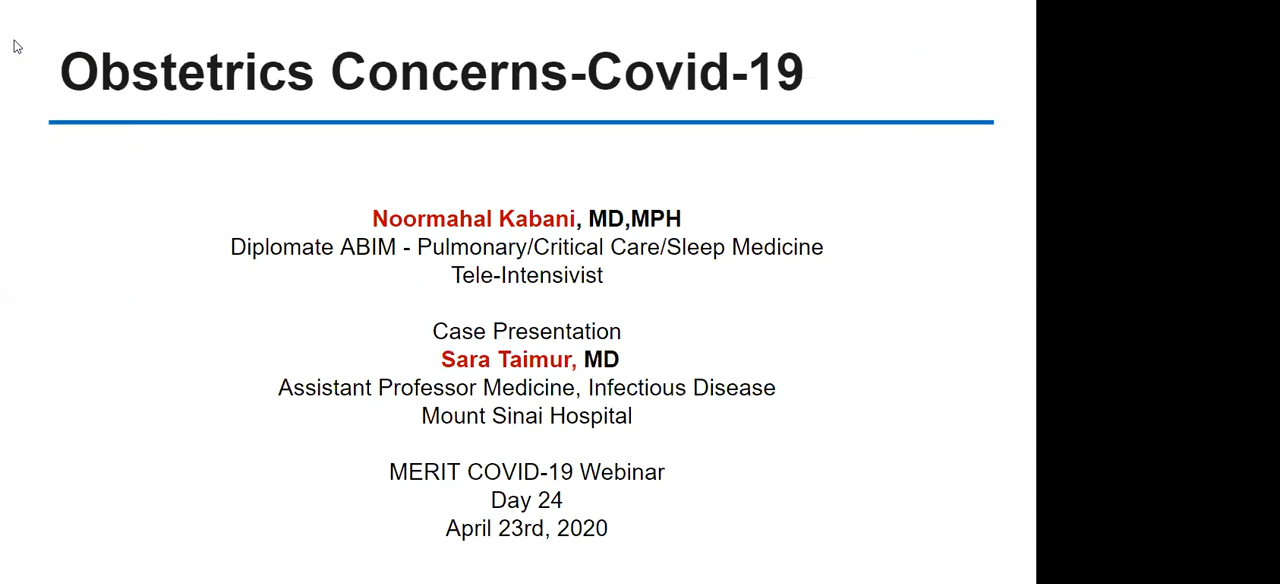 Obstetrics Concerns-Covid-19
Noormahal Kabani, MD,MPH
Diplomate ABIM - Pulmonary/Critical Care/Sleep Medicine
Tele-Intensivist
Case Presentation
Sara Taimur, MD
Assistant Professor Medicine, Infectious Disease
Mount Sinai Hospital
MERIT COVID-19 Webinar
Day 24
April 23rd, 2020